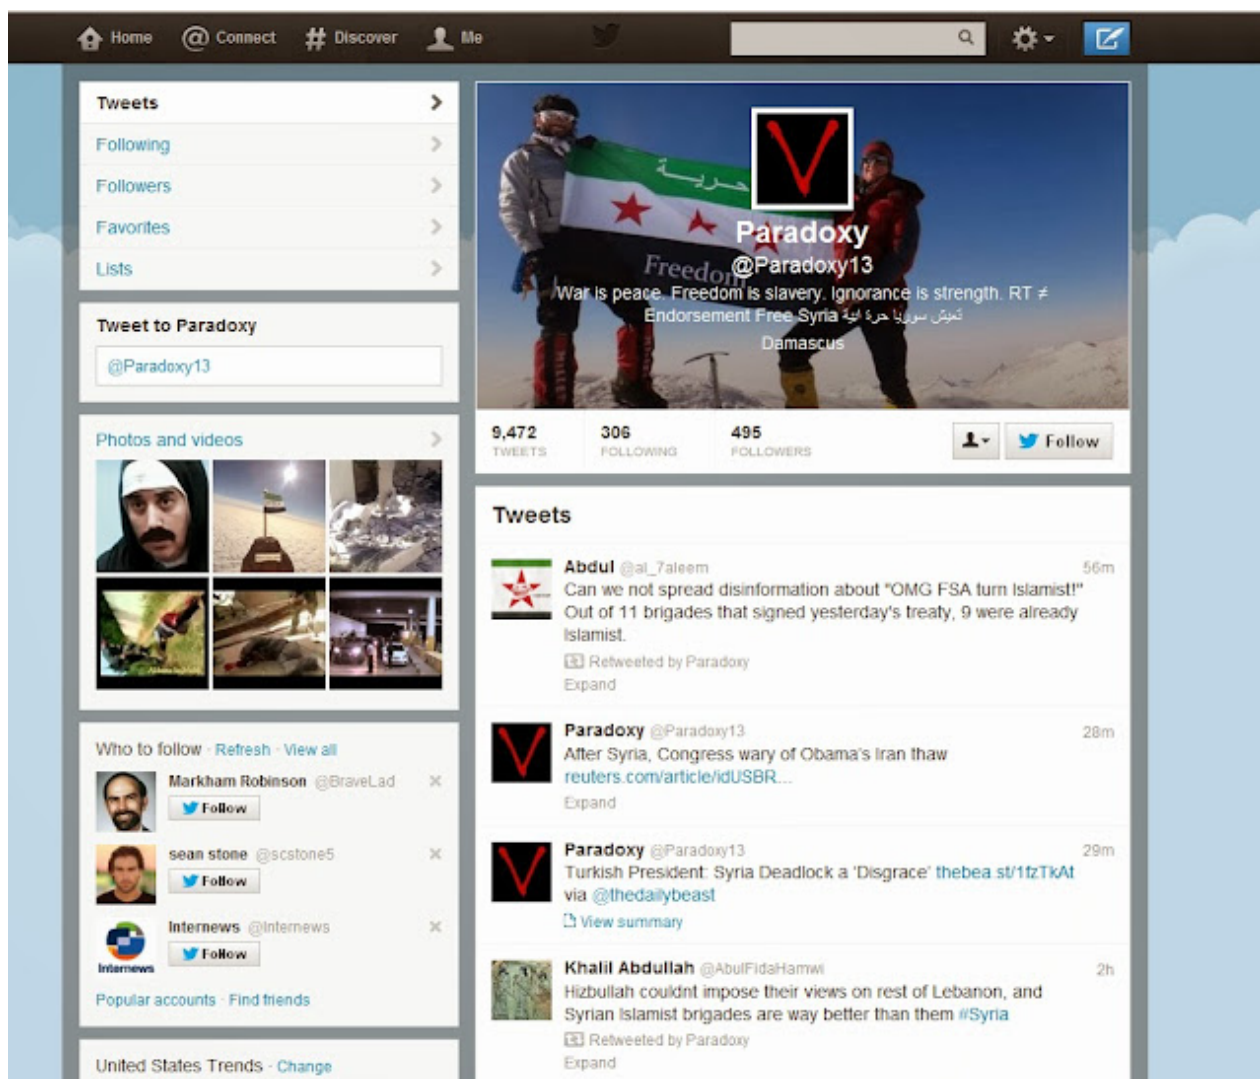 Home
Connect
Discover
Me
Tweets
Following
Followers
Favorites
Lists
Tweet to Paradoxy
@Paradoxy13
Photos and videos
Who to follow · Refresh · View all
Markham Robinson @BraveLad
Follow
sean stone @scstone5
Follow
Internews @Internews
Follow
Internews
Popular accounts · Find friends
United States Trends · Change
حرية
Freedom
V
Paradoxy
@Paradoxy13
War is peace. Freedom is slavery. Ignorance is strength. RT ≠
Endorsement Free Syria تعيش سوريا حرة ابية
Damascus
9,472
TWEETS
306
FOLLOWING
495
FOLLOWERS
Follow
Tweets
Abdul @al_7aleem 56m
Can we not spread disinformation about "OMG FSA turn Islamist!"
Out of 11 brigades that signed yesterday's treaty, 9 were already
Islamist.
Retweeted by Paradoxy
Expand
V
Paradoxy @Paradoxy13 28m
After Syria, Congress wary of Obama's Iran thaw
reuters.com/article/idUSBR...
Expand
V
Paradoxy @Paradoxy13 29m
Turkish President: Syria Deadlock a 'Disgrace' thebea.st/1fzTkAt
via @thedailybeast
View summary
Khalil Abdullah @AbulFidaHamwi 2h
Hizbullah couldnt impose their views on rest of Lebanon, and
Syrian Islamist brigades are way better than them #Syria
Retweeted by Paradoxy
Expand